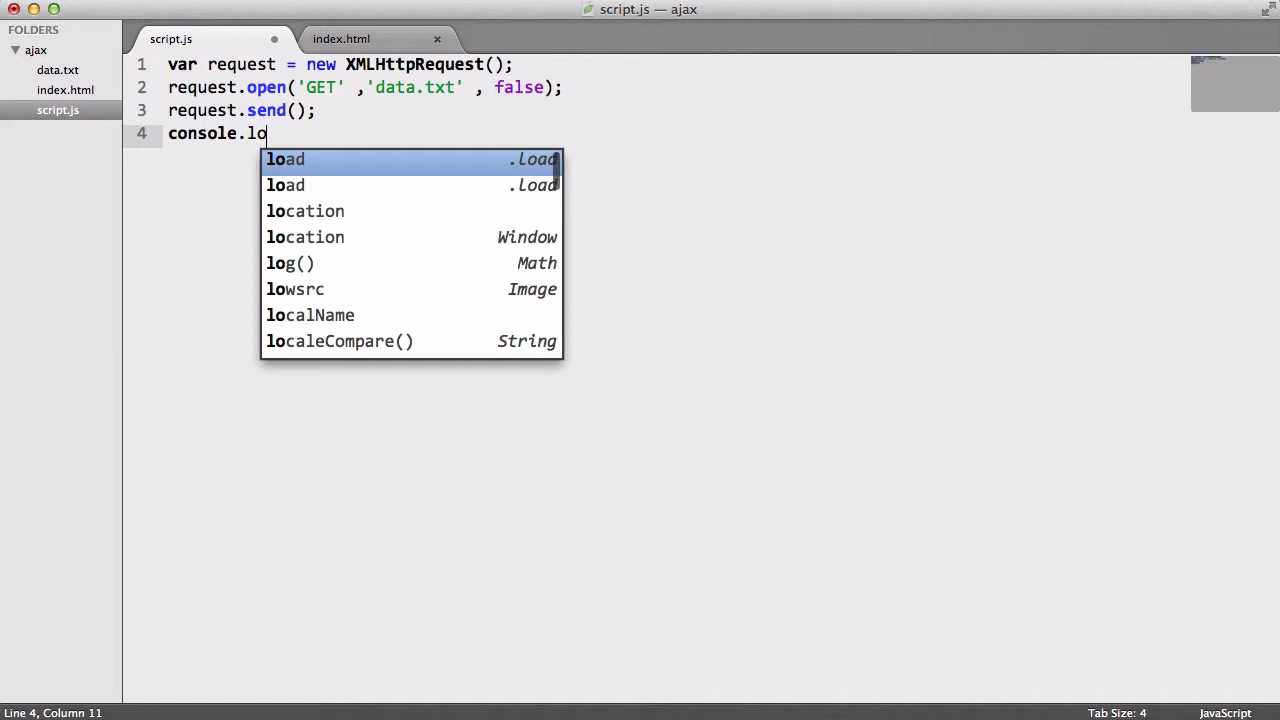 script.js — ajax
FOLDERS
ajax
data.txt
index.html
script.js
script.js
index.html
1 var request = new XMLHttpRequest();
2 request.open('GET' ,'data.txt' , false);
3 request.send();
4 console.lo
load .load
load .load
location
location Window
log() Math
lowsrc Image
localName
localeCompare() String
Line 4, Column 11
Tab Size: 4
JavaScript